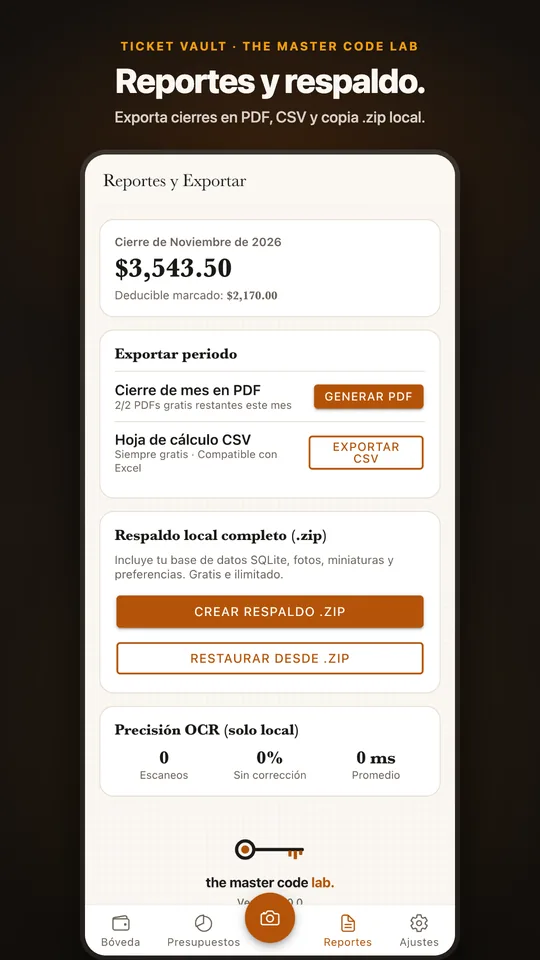 TICKET VAULT · THE MASTER CODE LAB
Reportes y respaldo.
Exporta cierres en PDF, CSV y copia .zip local.
Reportes y Exportar
Cierre de Noviembre de 2026
$3,543.50
Deducible marcado: $2,170.00
Exportar periodo
Cierre de mes en PDF
2/2 PDFs gratis restantes este mes
GENERAR PDF
Hoja de cálculo CSV
Siempre gratis · Compatible con
Excel
EXPORTAR
CSV
Respaldo local completo (.zip)
Incluye tu base de datos SQLite, fotos, miniaturas y
preferencias. Gratis e ilimitado.
CREAR RESPALDO .ZIP
RESTAURAR DESDE .ZIP
Precisión OCR (solo local)
0 0% 0 ms
Escaneos Sin corrección Promedio
the master code lab.
Bóveda Presupuestos Reportes Ajustes